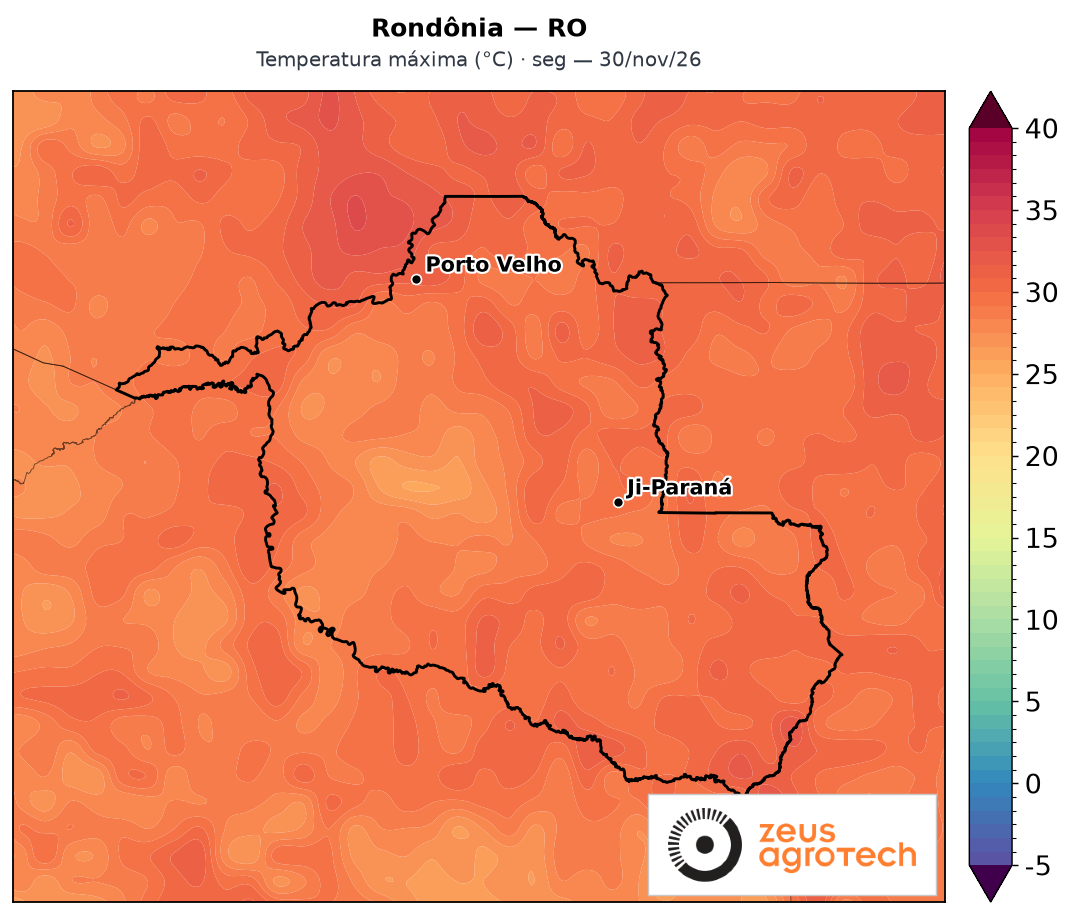 Rondônia — RO
Temperatura máxima (°C) · seg — 30/nov/26
Porto Velho
Ji-Paraná
40
35
30
25
20
15
10
5
0
-5
zeus
agrotech